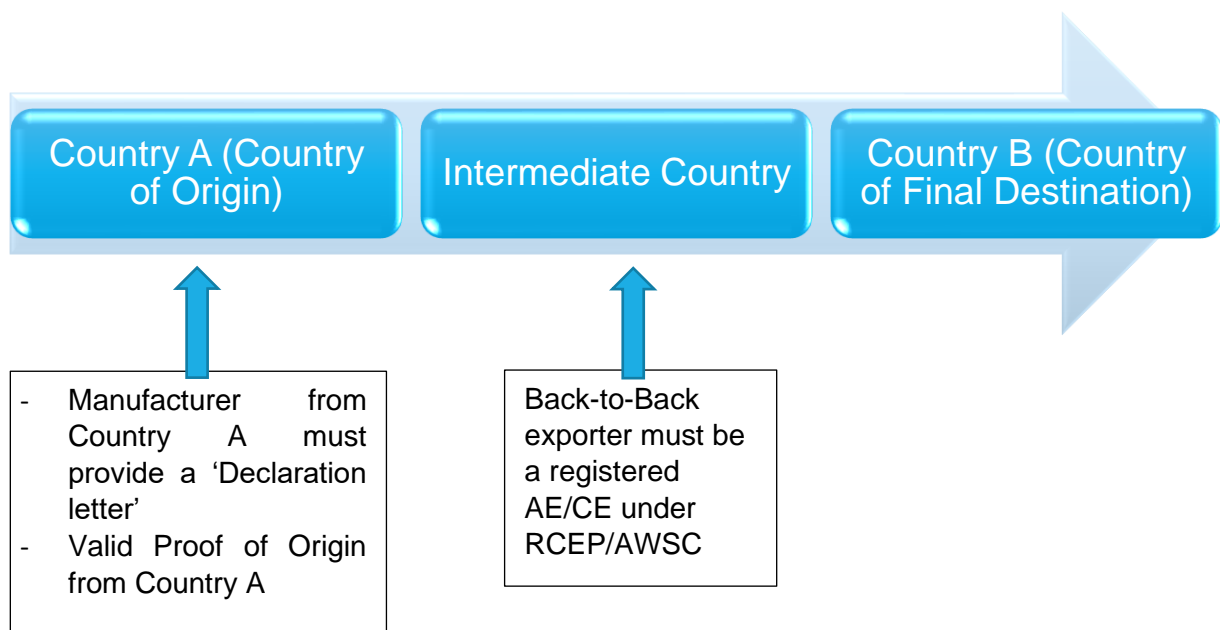 Country A (Country
of Origin)
Intermediate Country
Country B (Country
of Final Destination)
- Manufacturer from
Country A must
provide a ‘Declaration
letter’
- Valid Proof of Origin
from Country A
Back-to-Back
exporter must be
a registered
AE/CE under
RCEP/AWSC